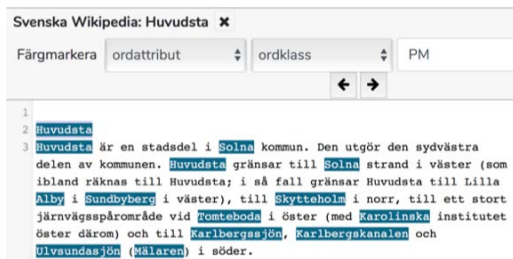 Svenska Wikipedia: Huvudsta ✖
Färgmarkera ordattribut ordklass PM
← →
1
2 Huvudsta
3 Huvudsta är en stadsdel i Solna kommun. Den utgör den sydvästra
delen av kommunen. Huvudsta gränsar till Solna strand i väster (som
ibland räknas till Huvudsta; i så fall gränsar Huvudsta till Lilla
Alby i Sundbyberg i väster), till Skytteholm i norr, till ett stort
järnvägsspårområde vid Tomteboda i öster (med Karolinska institutet
öster därom) och till Karlbergssjön, Karlbergskanalen och
Ulvsundasjön (Mälaren) i söder.